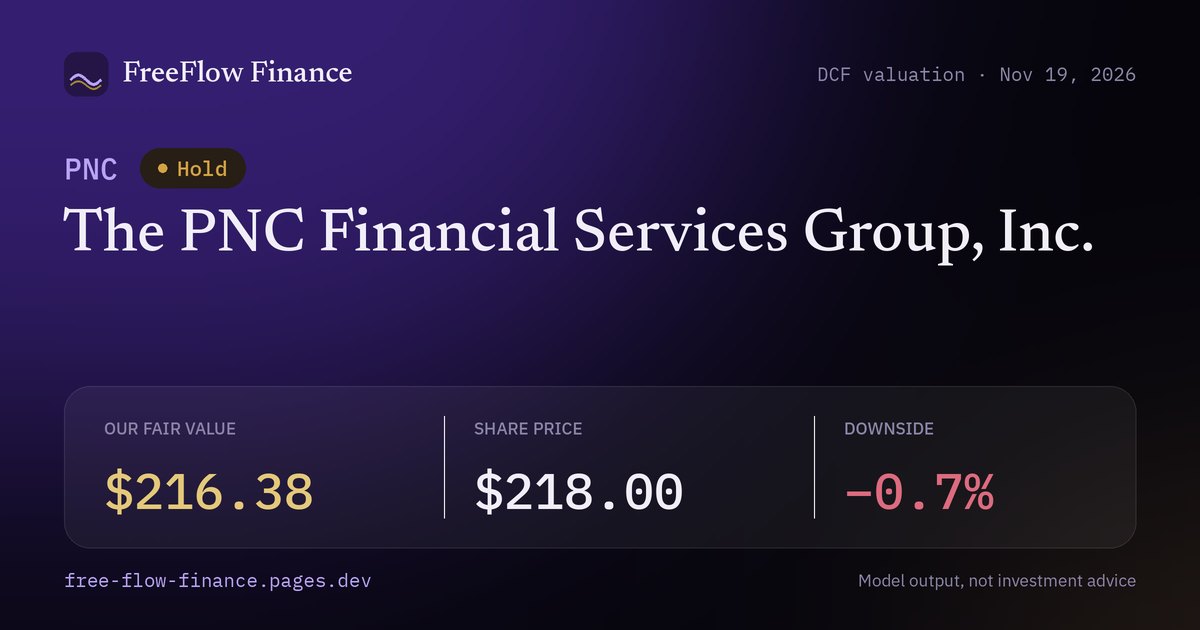 FreeFlow Finance
DCF valuation · Nov 19, 2026
PNC
Hold
The PNC Financial Services Group, Inc.
OUR FAIR VALUE
$216.38
SHARE PRICE
$218.00
DOWNSIDE
−0.7%
free-flow-finance.pages.dev
Model output, not investment advice